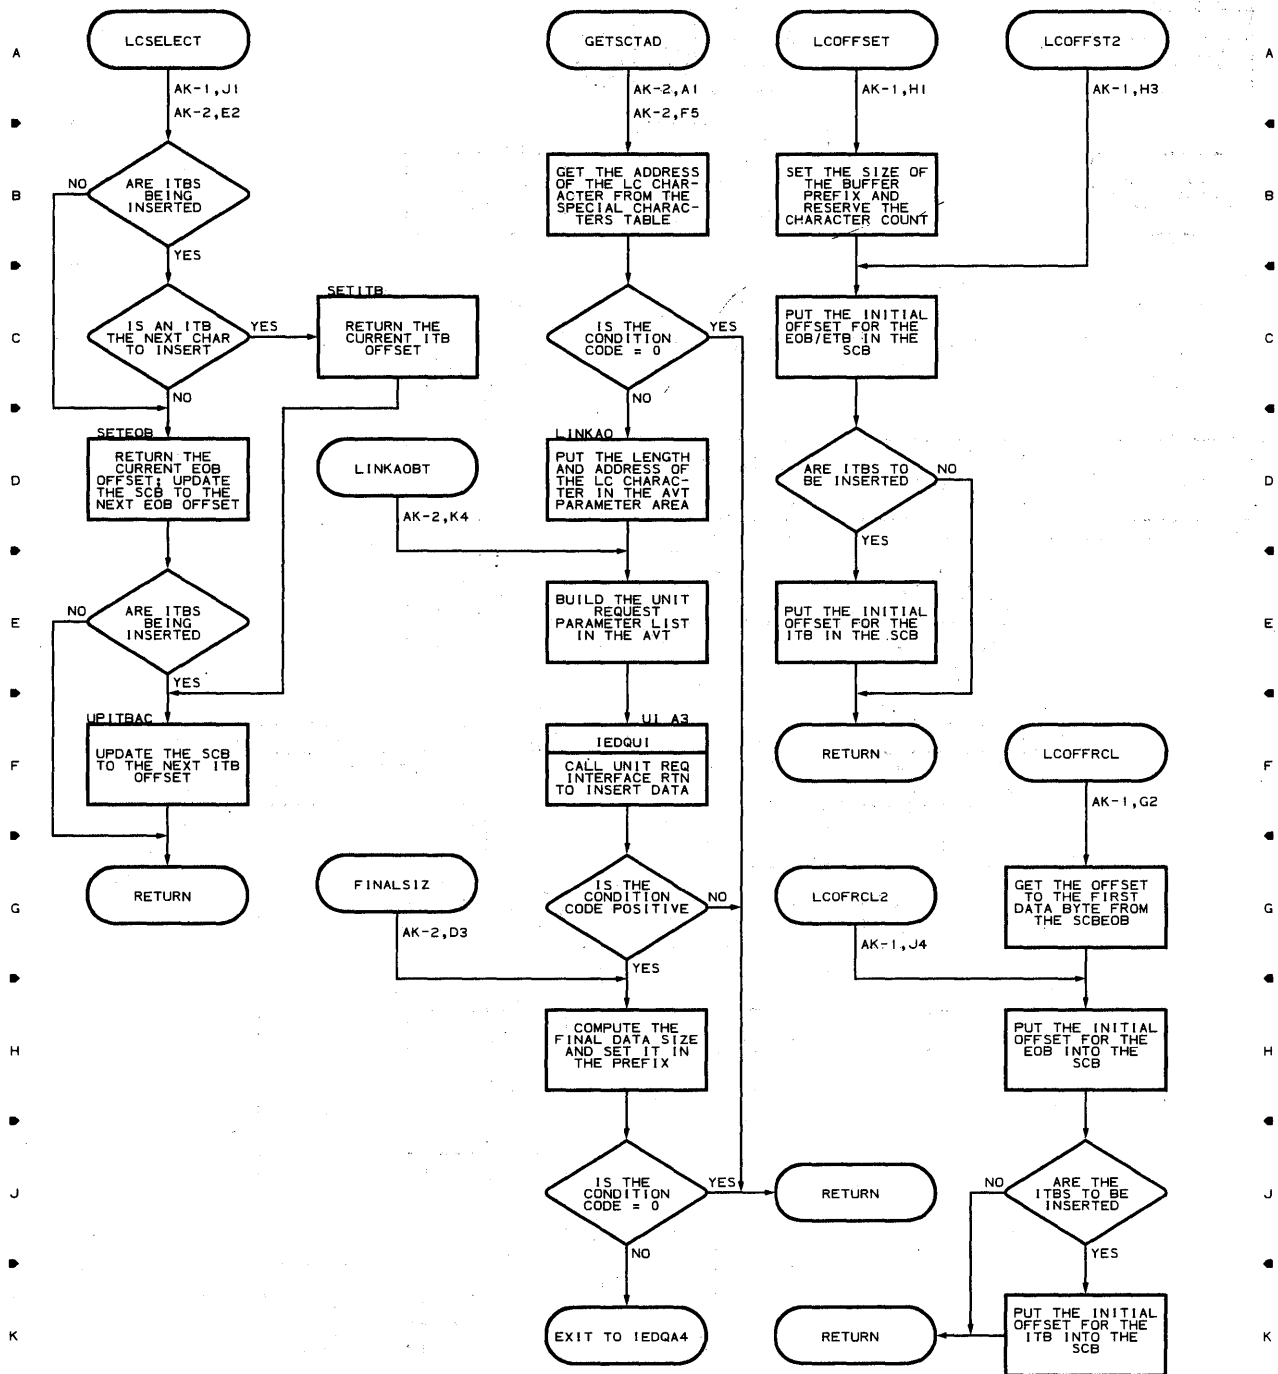 A
LCSELECT
GETSCTAD
LCOFFSET
LCOFFST2
A
AK-1,J1
AK-2,E2
AK-2,A1
AK-2,F5
AK-1,H1
AK-1,H3
B
NO
ARE ITBS
BEING
INSERTED
YES
GET THE ADDRESS
OF THE LC CHAR-
ACTER FROM THE
SPECIAL CHARAC-
TERS TABLE
SET THE SIZE OF
THE BUFFER
PREFIX AND
RESERVE THE
CHARACTER COUNT
B
C
IS AN ITB
THE NEXT CHAR
TO INSERT
YES
NO
SETITB
RETURN THE
CURRENT ITB
OFFSET
IS THE
CONDITION
CODE = 0
YES
NO
PUT THE INITIAL
OFFSET FOR THE
EOB/ETB IN THE
SCB
C
D
SETEOB
RETURN THE
CURRENT EOB
OFFSET; UPDATE
THE SCB TO THE
NEXT EOB OFFSET
LINKAOBT
AK-2,K4
LINKAO
PUT THE LENGTH
AND ADDRESS OF
THE LC CHARAC-
TER IN THE AVT
PARAMETER AREA
ARE ITBS TO
BE INSERTED
NO
YES
D
E
NO
ARE ITBS
BEING
INSERTED
YES
BUILD THE UNIT
REQUEST
PARAMETER LIST
IN THE AVT
PUT THE INITIAL
OFFSET FOR THE
ITB IN THE SCB
E
F
UPITBAC
UPDATE THE SCB
TO THE NEXT ITB
OFFSET
UI A3
IEDQUI
CALL UNIT REQ
INTERFACE RTN
TO INSERT DATA
RETURN
LCOFFRCL
AK-1,G2
F
G
RETURN
FINALSIZ
AK-2,D3
IS THE
CONDITION
CODE POSITIVE
NO
YES
LCOFRCL2
AK-1,J4
GET THE OFFSET
TO THE FIRST
DATA BYTE FROM
THE SCBEOB
G
H
COMPUTE THE
FINAL DATA SIZE
AND SET IT IN
THE PREFIX
PUT THE INITIAL
OFFSET FOR THE
EOB INTO THE
SCB
H
J
IS THE
CONDITION
CODE = 0
YES
NO
RETURN
NO
ARE THE
ITBS TO BE
INSERTED
YES
J
K
EXIT TO IEDQA4
RETURN
PUT THE INITIAL
OFFSET FOR THE
ITB INTO THE
SCB
K